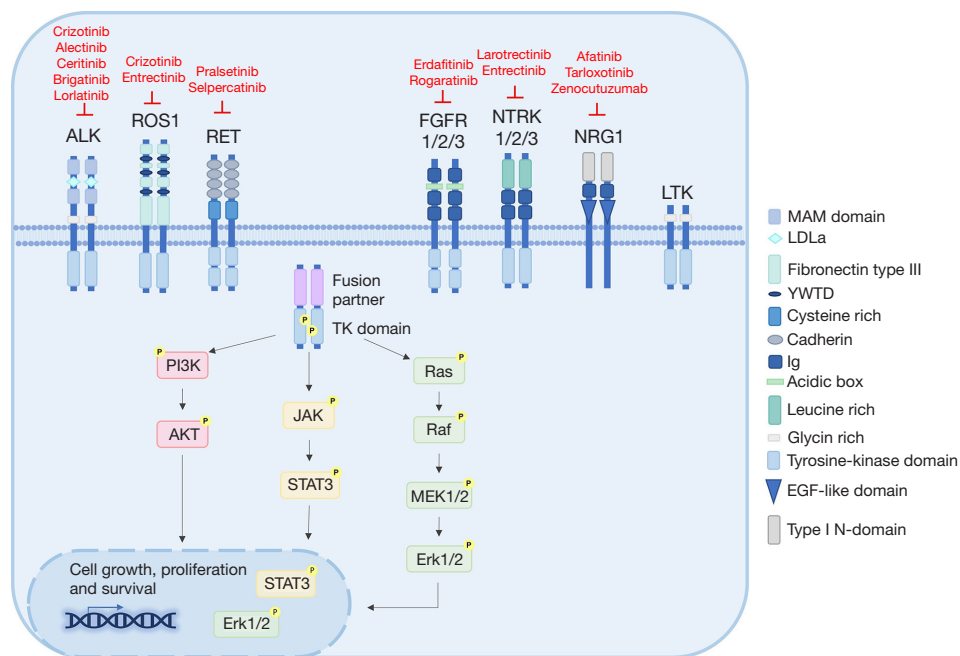 Crizotinib
Alectinib
Ceritinib
Brigatinib
Lorlatinib
ALK
Crizotinib
Entrectinib
ROS1
Pralsetinib
Selpercatinib
RET
Erdafitinib
Rogaratinib
FGFR
1/2/3
Larotrectinib
Entrectinib
NTRK
1/2/3
Afatinib
Tarloxotinib
Zenocutuzumab
NRG1
LTK
MAM domain
LDLa
Fibronectin type III
YWTD
Cysteine rich
Cadherin
Ig
Acidic box
Leucine rich
Glycin rich
Tyrosine-kinase domain
EGF-like domain
Type I N-domain
Fusion
partner
P
P
TK domain
P
PI3K
P
AKT
P
JAK
P
STAT3
P
Ras
P
Raf
P
MEK1/2
P
Erk1/2
Cell growth, proliferation
and survival
P
STAT3
P
Erk1/2